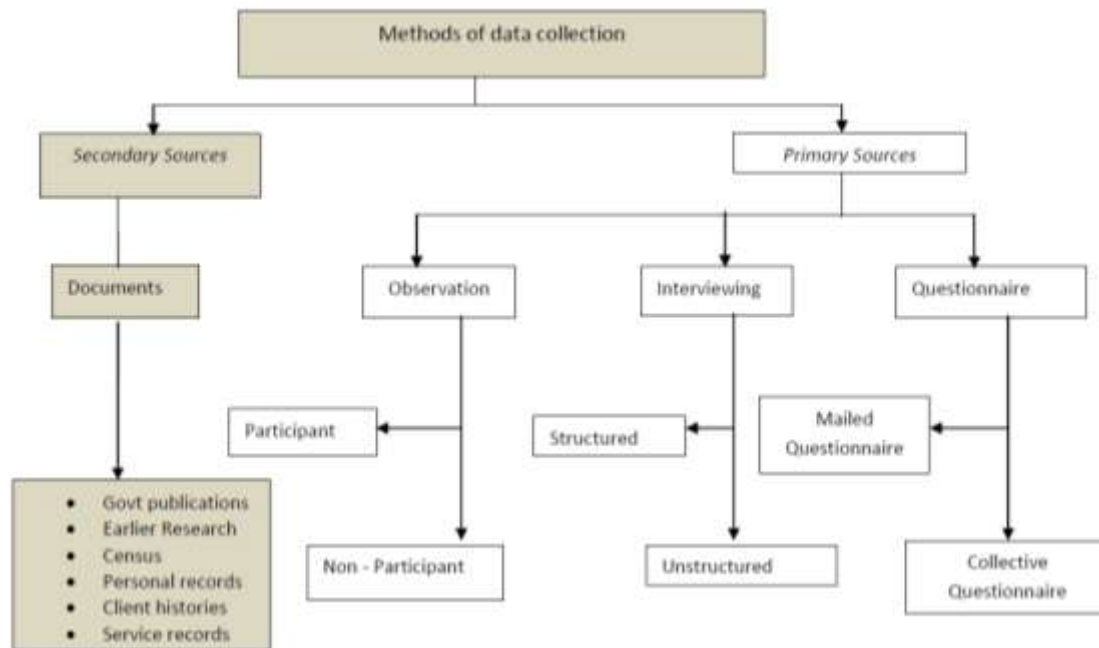 Methods of data collection
Secondary Sources
Primary Sources
Documents
Observation
Interviewing
Questionnaire
Participant
Structured
Mailed
Questionnaire
• Govt publications
• Earlier Research
• Census
• Personal records
• Client histories
• Service records
Non - Participant
Unstructured
Collective
Questionnaire